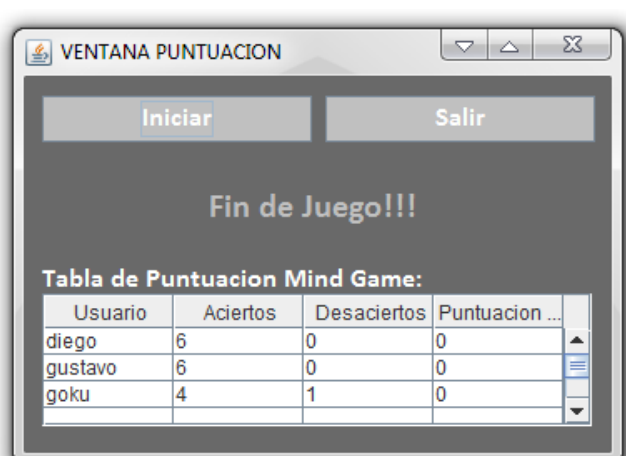 VENTANA PUNTUACION
Iniciar Salir
Fin de Juego!!!
Tabla de Puntuacion Mind Game:
Usuario Aciertos Desaciertos Puntuacion ...
diego 6 0 0
gustavo 6 0 0
goku 4 1 0